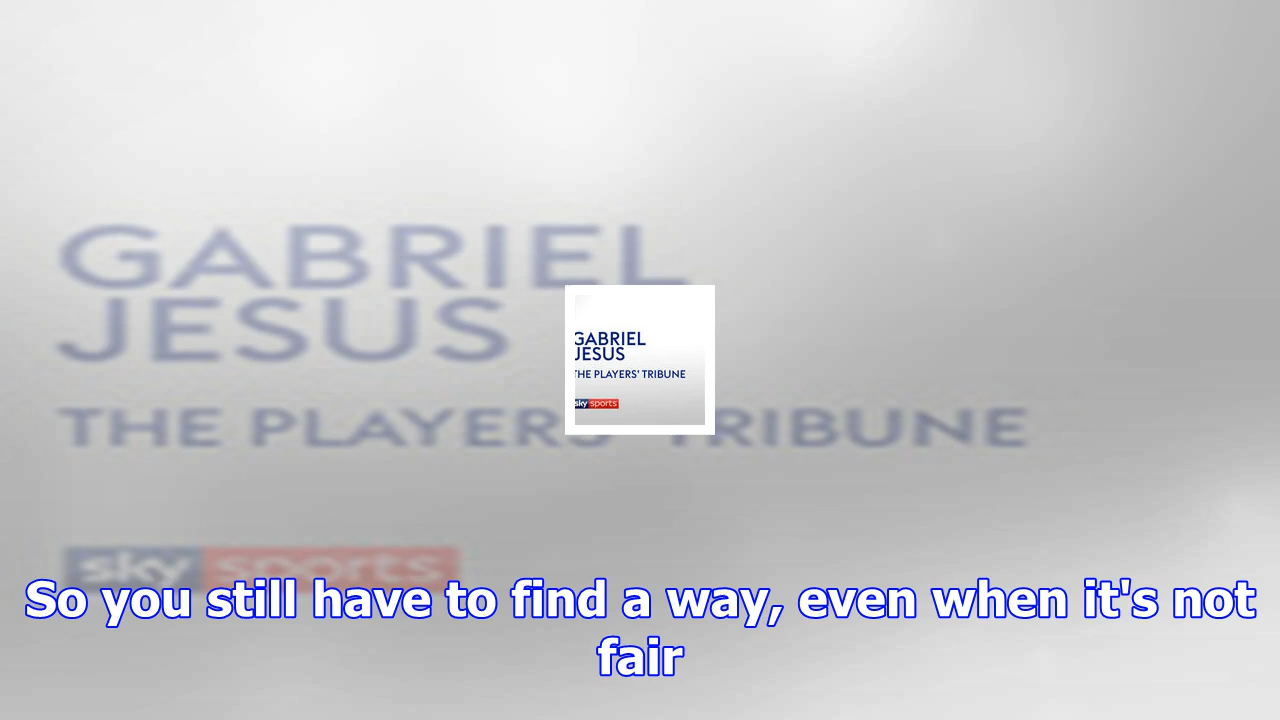 GABRIEL
JESUS
THE PLAYERS' TRIBUNE
sky sports
GABRIEL
JESUS
THE PLAYERS' TRIBUNE
sky sports
So you still have to find a way, even when it's not
fair